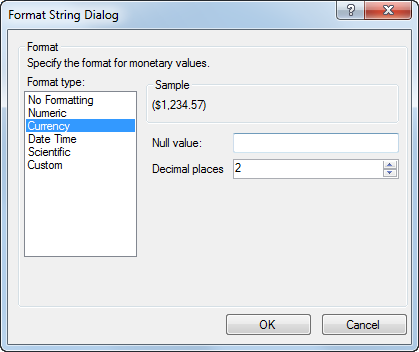 Format String Dialog
Format
Specify the format for monetary values.
Format type:
No Formatting
Numeric
Currency
Date Time
Scientific
Custom
Sample
($1,234.57)
Null value:
Decimal places 2
OK Cancel